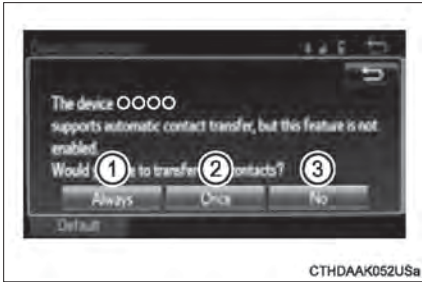 The device OOOO
supports automatic contact transfer, but this feature is not
enabled.
Would to transfer ontacts?
1 2 3
Always Once No
Default
CTHDAAK052USa